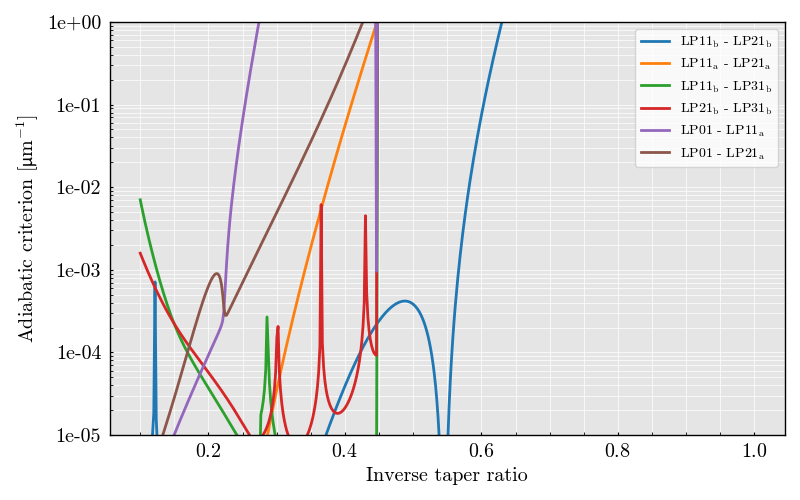 1e+00
1e-01
1e-02
1e-03
1e-04
1e-05
Adiabatic criterion [μm⁻¹]
LP11b - LP21b
LP11a - LP21a
LP11b - LP31b
LP21b - LP31b
LP01 - LP11a
LP01 - LP21a
0.2 0.4 0.6 0.8 1.0
Inverse taper ratio